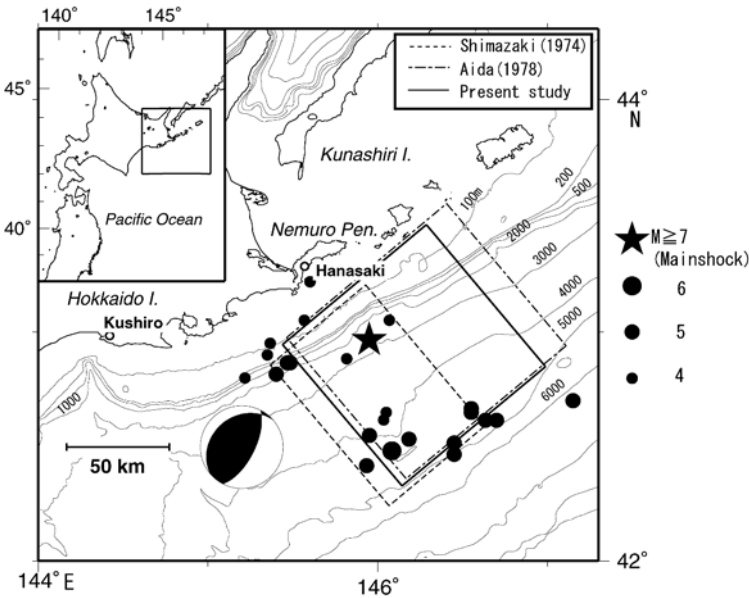 140° 145°
45°
40°
Pacific Ocean
Shimazaki(1974)
Aida(1978)
Present study
44°
N
Kunashiri I.
Nemuro Pen.
Hanasaki
Hokkaido I.
Kushiro
100m
200
500
2000
3000
4000
5000
6000
1000
50 km
M≧7
(Mainshock)
6
5
4
42°
144°E
146°